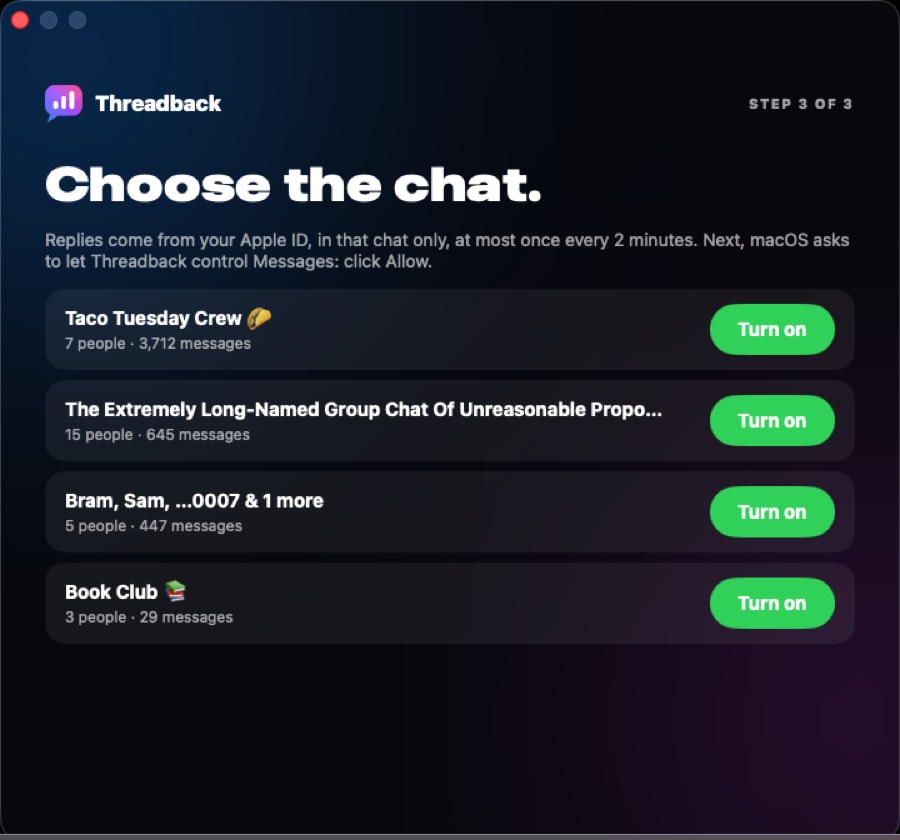 Threadback
STEP 3 OF 3
Choose the chat.
Replies come from your Apple ID, in that chat only, at most once every 2 minutes. Next, macOS asks
to let Threadback control Messages: click Allow.
Taco Tuesday Crew 🌮
7 people · 3,712 messages
Turn on
The Extremely Long-Named Group Chat Of Unreasonable Propo...
15 people · 645 messages
Turn on
Bram, Sam, ...0007 & 1 more
5 people · 447 messages
Turn on
Book Club 📚
3 people · 29 messages
Turn on